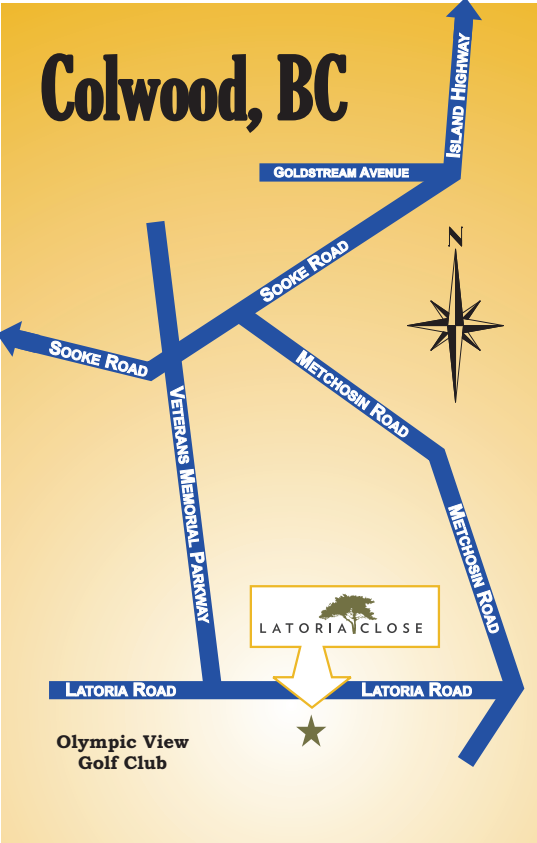 Colwood, BC
ISLAND HIGHWAY
GOLDSTREAM AVENUE
N
SOOKE ROAD
SOOKE ROAD
METCHOSIN ROAD
VETERANS MEMORIAL PARKWAY
METCHOSIN ROAD
LATORIA CLOSE
LATORIA ROAD
LATORIA ROAD
Olympic View
Golf Club